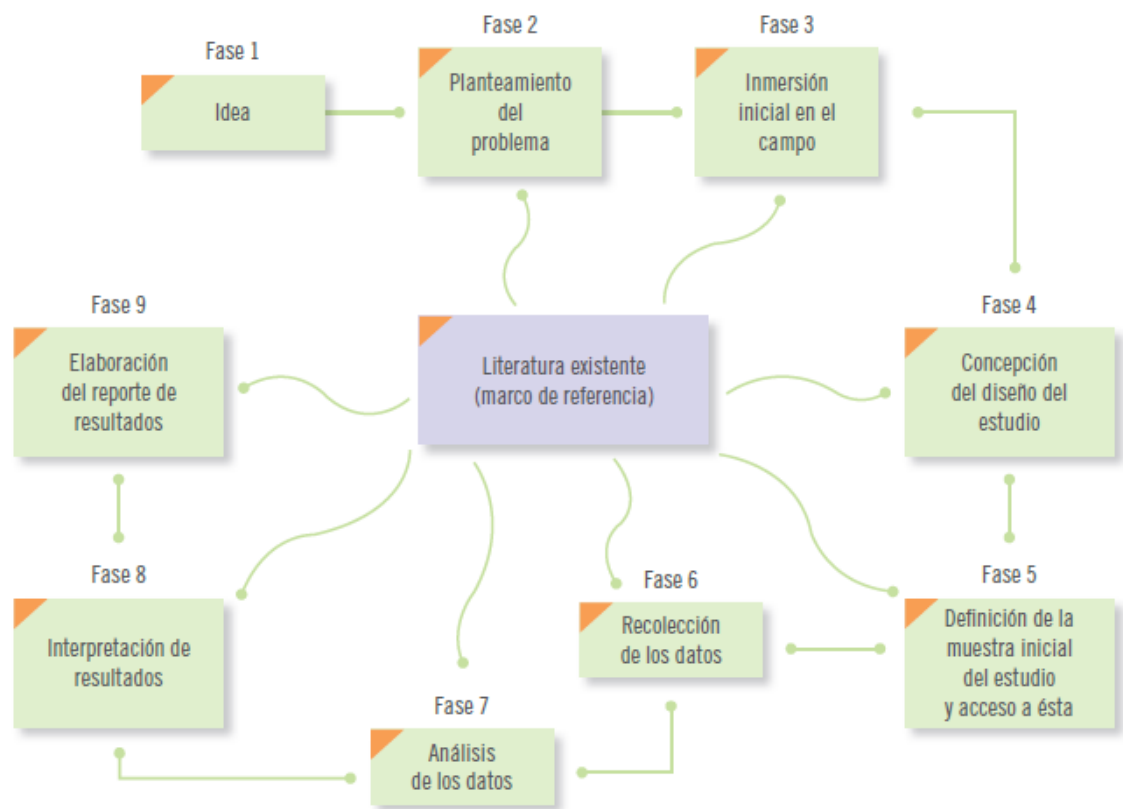 Fase 1
Idea
Fase 2
Planteamiento
del
problema
Fase 3
Inmersión
inicial en el
campo
Fase 4
Concepción
del diseño del
estudio
Fase 5
Definición de la
muestra inicial
del estudio
y acceso a ésta
Fase 6
Recolección
de los datos
Fase 7
Análisis
de los datos
Fase 8
Interpretación de
resultados
Fase 9
Elaboración
del reporte de
resultados
Literatura existente
(marco de referencia)